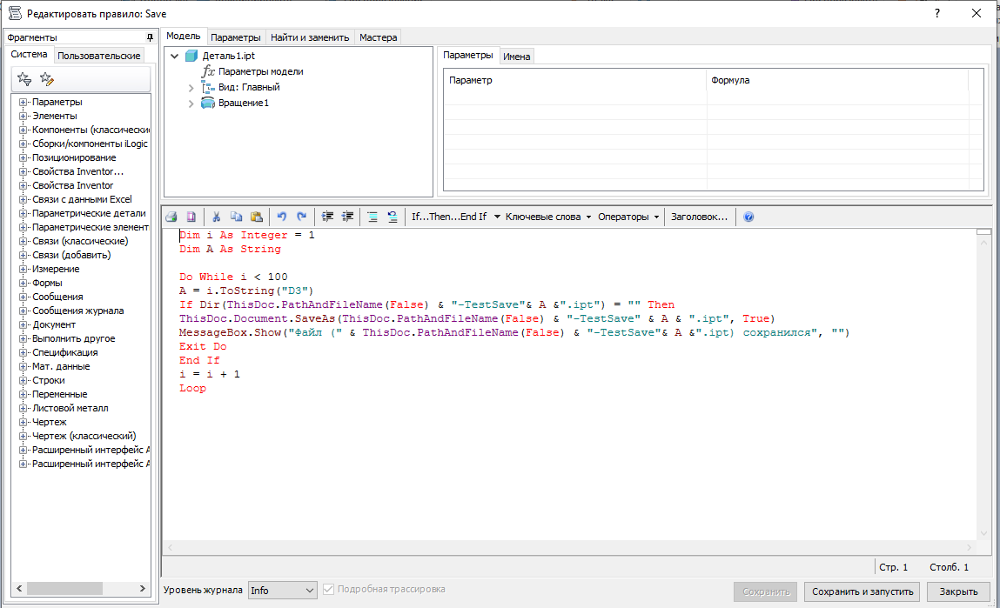 Редактировать правило: Save
?
Фрагменты
Система
Пользовательские
Параметры
Элементы
Компоненты (классически
Сборки/компоненты iLogic
Позиционирование
Свойства Inventor...
Свойства Inventor
Связи с данными Excel
Параметрические детали
Параметрические элемент
Связи (классические)
Связи (добавить)
Измерение
Формы
Сообщения
Сообщения журнала
Документ
Выполнить другое
Спецификация
Мат. данные
Строки
Переменные
Листовой металл
Чертеж
Чертеж (классический)
Расширенный интерфейс A
Расширенный интерфейс A
Модель Параметры Найти и заменить Мастера
Деталь1.ipt
fx Параметры модели
Вид: Главный
Вращение1
Параметры Имена
Параметр Формула
If...Then...End If Ключевые слова Операторы Заголовок...
Dim i As Integer = 1
Dim A As String
Do While i < 100
A = i.ToString("D3")
If Dir(ThisDoc.PathAndFileName(False) & "-TestSave"& A &".ipt") = "" Then
ThisDoc.Document.SaveAs(ThisDoc.PathAndFileName(False) & "-TestSave" & A & ".ipt", True)
MessageBox.Show("Файл (" & ThisDoc.PathAndFileName(False) & "-TestSave"& A &".ipt) сохранился", "")
Exit Do
End If
i = i + 1
Loop
Стр. 1 Столб. 1
Уровень журнала Info Подробная трассировка
Сохранить Сохранить и запустить Закрыть